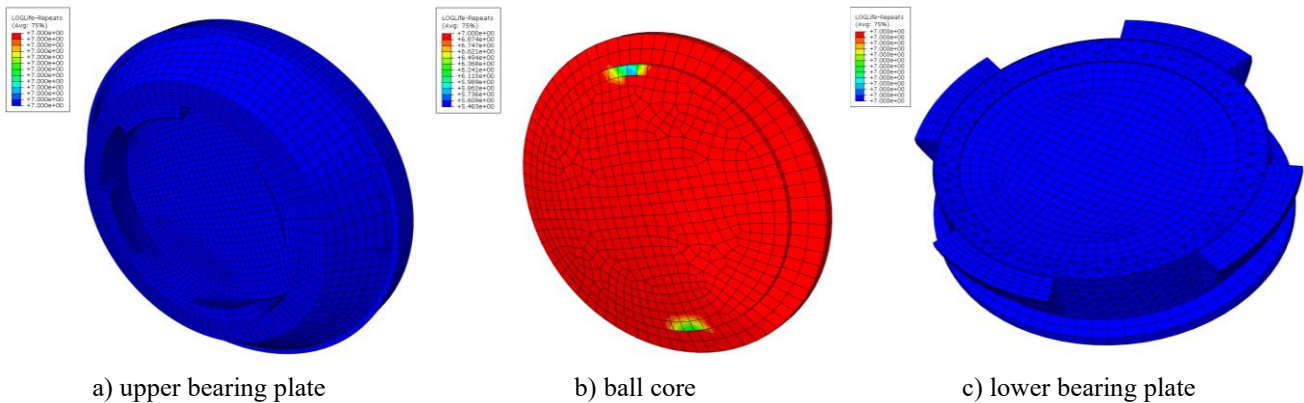 LOGLife-Repeats
(Avg: 75%)
+7.000e+00
+7.000e+00
+7.000e+00
+7.000e+00
+7.000e+00
+7.000e+00
+7.000e+00
+7.000e+00
+7.000e+00
+7.000e+00
+7.000e+00
+7.000e+00
+7.000e+00
LOGLife-Repeats
(Avg: 75%)
+7.000e+00
+6.874e+00
+6.747e+00
+6.621e+00
+6.494e+00
+6.368e+00
+6.241e+00
+6.115e+00
+5.989e+00
+5.862e+00
+5.736e+00
+5.609e+00
+5.483e+00
LOGLife-Repeats
(Avg: 75%)
+7.000e+00
+7.000e+00
+7.000e+00
+7.000e+00
+7.000e+00
+7.000e+00
+7.000e+00
+7.000e+00
+7.000e+00
+7.000e+00
+7.000e+00
+7.000e+00
+7.000e+00
a) upper bearing plate
b) ball core
c) lower bearing plate